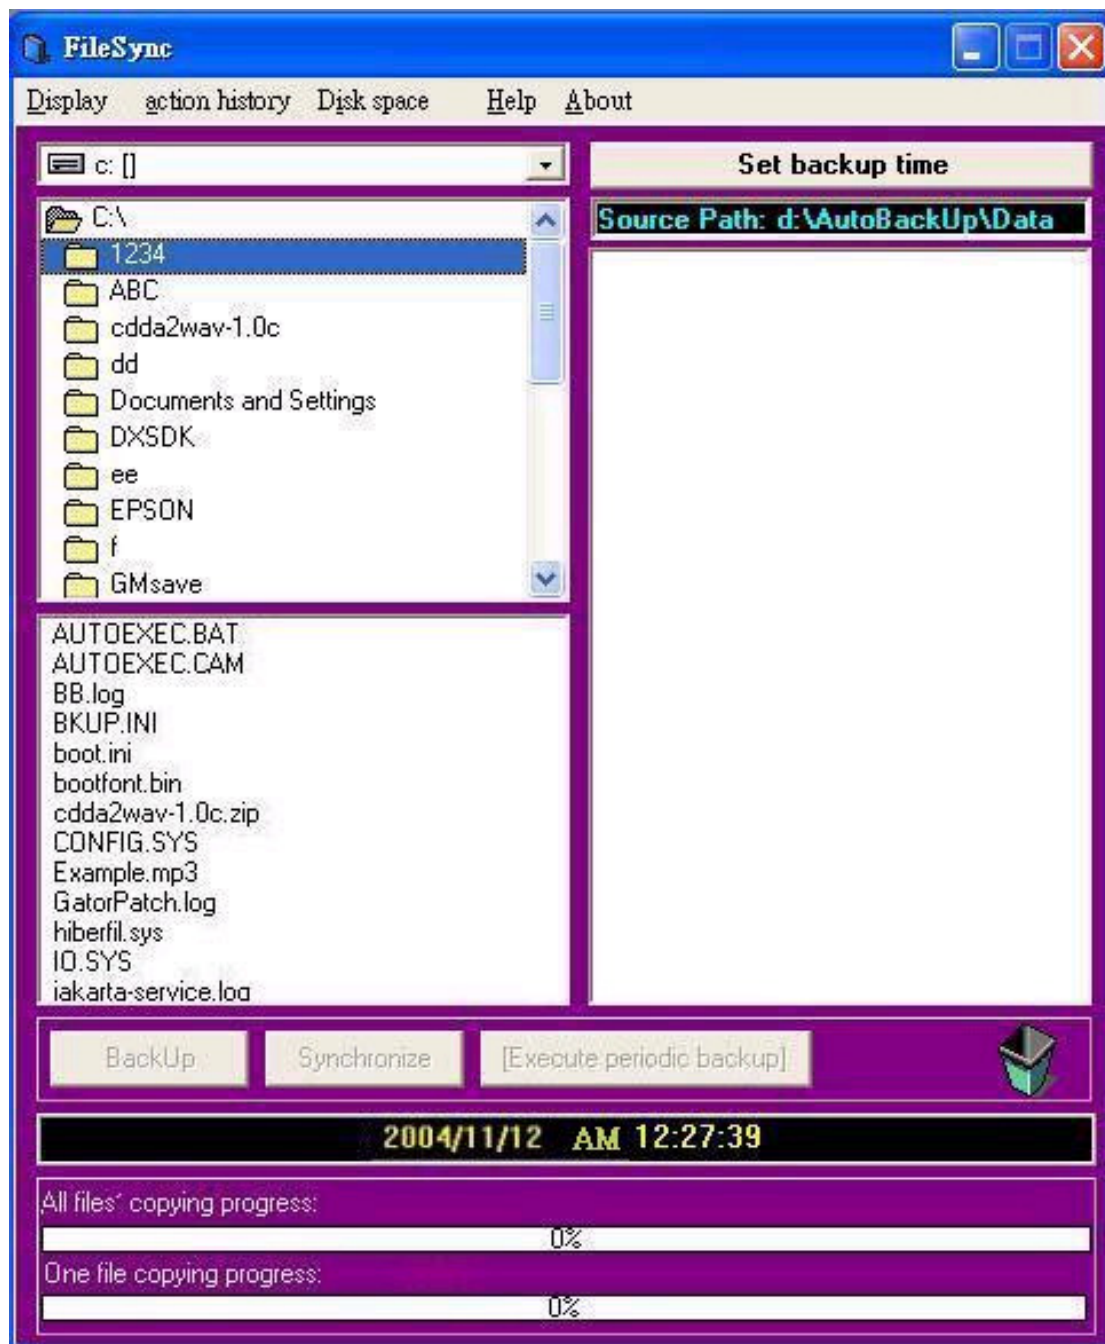 FileSync
Display action history Disk space Help About
c: []
Set backup time
C:\
1234
ABC
cdda2wav-1.0c
dd
Documents and Settings
DXSDK
ee
EPSON
f
GMsave
Source Path: d:\AutoBackUp\Data
AUTOEXEC.BAT
AUTOEXEC.CAM
BB.log
BKUP.INI
boot.ini
bootfont.bin
cdda2wav-1.0c.zip
CONFIG.SYS
Example.mp3
GatorPatch.log
hiberfil.sys
IO.SYS
jakarta-service.log
BackUp Synchronize [Execute periodic backup]
2004/11/12 AM 12:27:39
All files' copying progress:
0%
One file copying progress:
0%